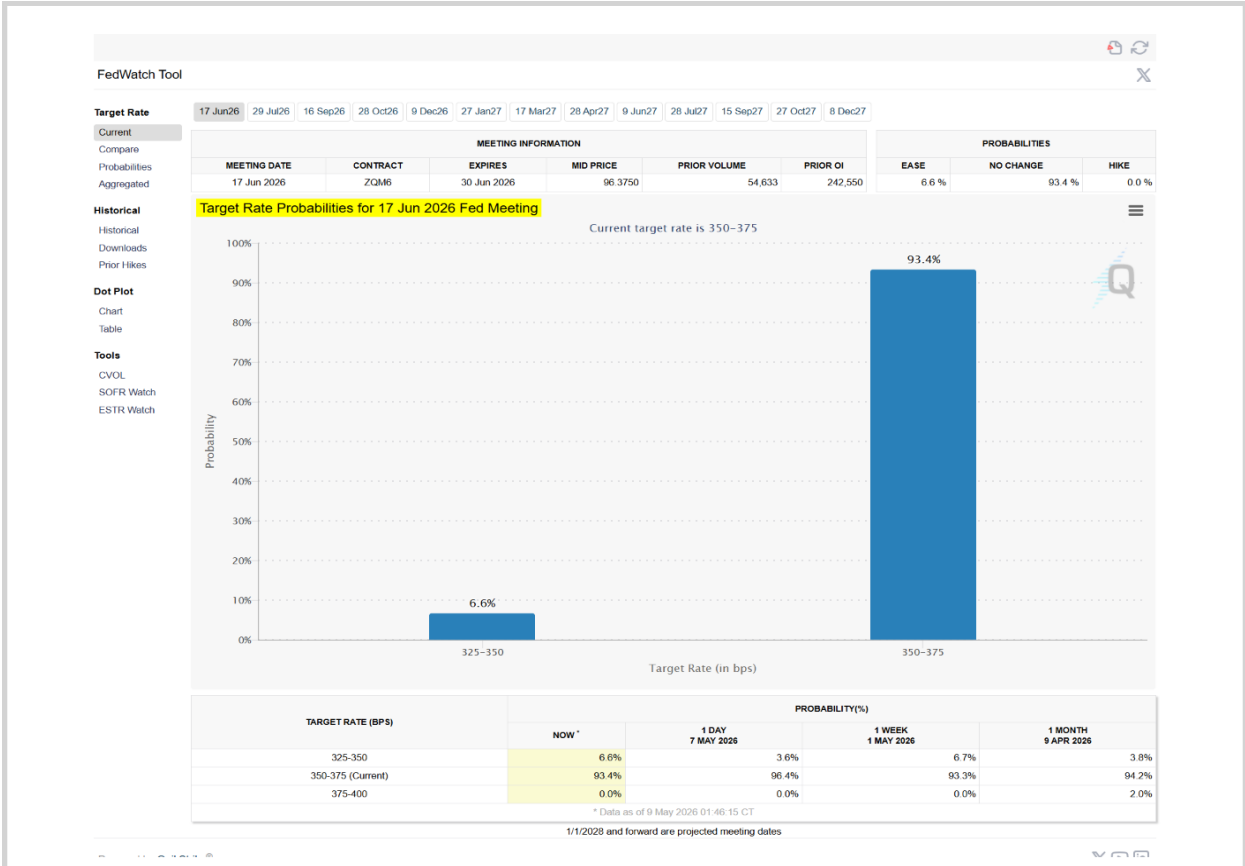 FedWatch Tool
Target Rate
Current
Compare
Probabilities
Aggregated
Historical
Historical
Downloads
Prior Hikes
Dot Plot
Chart
Table
Tools
CVOL
SOFR Watch
ESTR Watch
17 Jun26 29 Jul26 16 Sep26 28 Oct26 9 Dec26 27 Jan27 17 Mar27 28 Apr27 9 Jun27 28 Jul27 15 Sep27 27 Oct27 8 Dec27
MEETING INFORMATION PROBABILITIES
MEETING DATE CONTRACT EXPIRES MID PRICE PRIOR VOLUME PRIOR OI EASE NO CHANGE HIKE
17 Jun 2026 ZQM6 30 Jun 2026 96.3750 54,633 242,550 6.6 % 93.4 % 0.0 %
Target Rate Probabilities for 17 Jun 2026 Fed Meeting
Current target rate is 350-375
Q
Probability
100%
90%
80%
70%
60%
50%
40%
30%
20%
10%
0%
6.6%
93.4%
325-350 350-375
Target Rate (in bps)
TARGET RATE (BPS) PROBABILITY(%)
NOW * 1 DAY 1 WEEK 1 MONTH
7 MAY 2026 1 MAY 2026 9 APR 2026
325-350 6.6% 3.6% 6.7% 3.8%
350-375 (Current) 93.4% 96.4% 93.3% 94.2%
375-400 0.0% 0.0% 0.0% 2.0%
* Data as of 9 May 2026 01:46:15 CT
1/1/2028 and forward are projected meeting dates